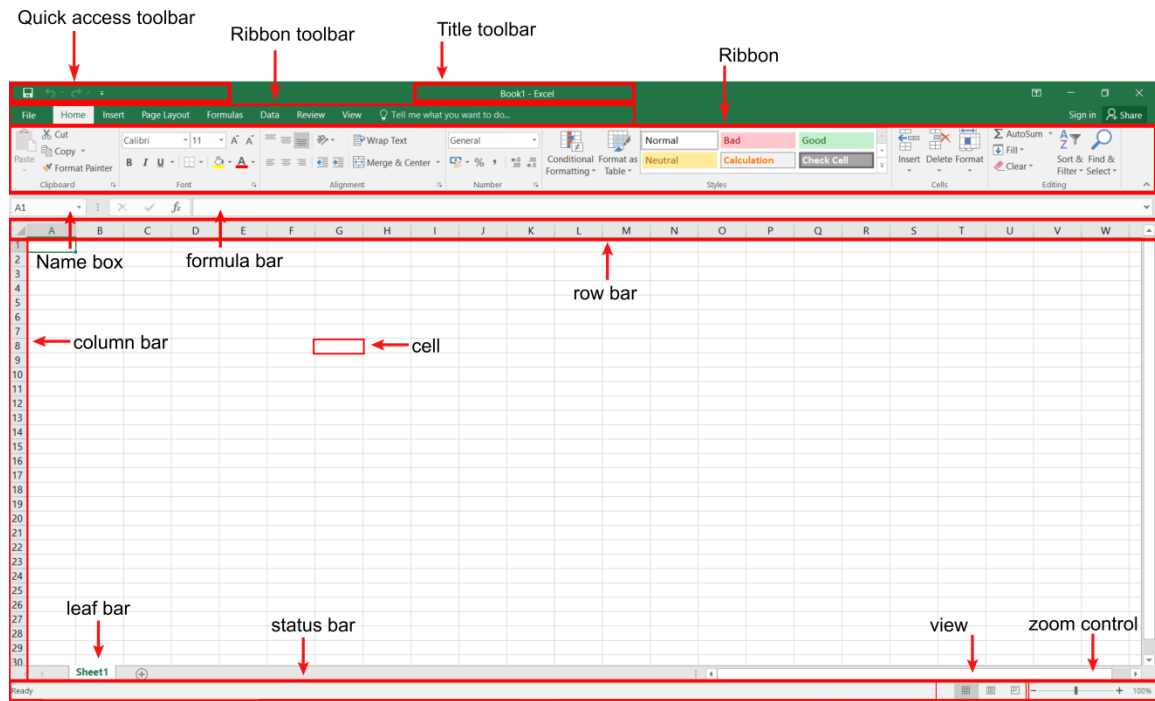 Quick access toolbar
Ribbon toolbar
Title toolbar
Ribbon
Book1 - Excel
File Home Insert Page Layout Formulas Data Review View Tell me what you want to do... Sign in Share
Paste
Cut
Copy
Format Painter
Clipboard
Calibri 11 A A
B I U A
Font
Wrap Text
Merge & Center
Alignment
General
% , .0 .00 .00 .0
Number
Conditional Formatting
Format as Table
Normal Bad Good
Neutral Calculation Check Cell
Styles
Insert Delete Format
Cells
AutoSum
Fill
Clear
Sort & Filter
Find & Select
Editing
A1 fx
A B C D E F G H I J K L M N O P Q R S T U V W
1
2
3
4
5
6
7
8
9
10
11
12
13
14
15
16
17
18
19
20
21
22
23
24
25
26
27
28
29
30
Name box
formula bar
row bar
column bar
cell
leaf bar
status bar
view
zoom control
Sheet1
Ready 100%